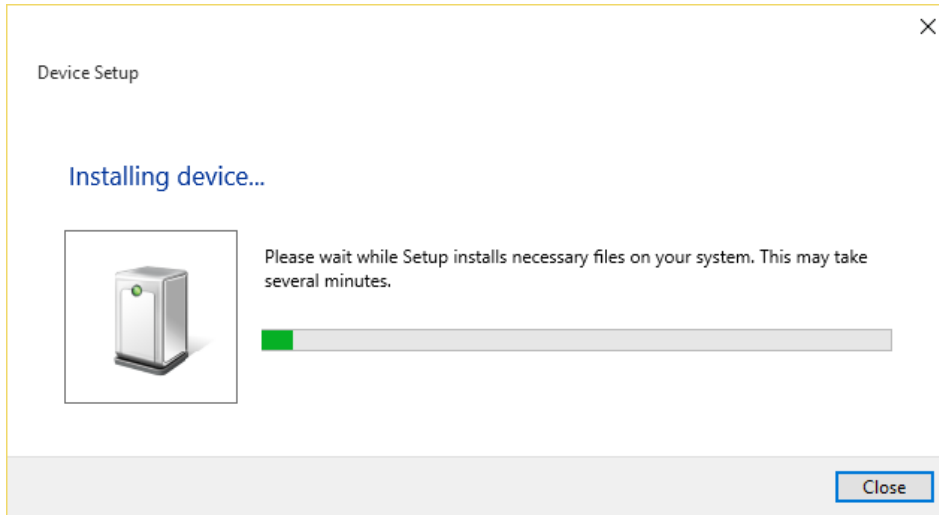 Device Setup
Installing device...
Please wait while Setup installs necessary files on your system. This may take
several minutes.
Close